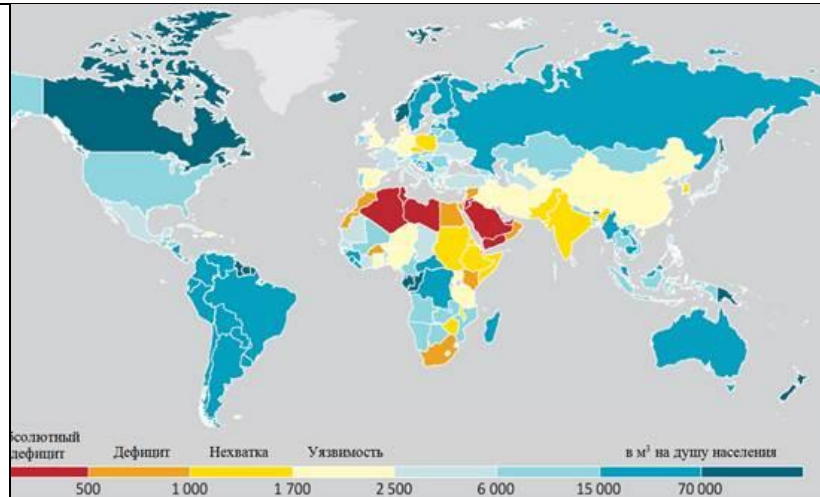 бсолютный
дефицит
Дефицит
Нехватка
Уязвимость
в м³ на душу населения
500
1 000
1 700
2 500
6 000
15 000
70 000